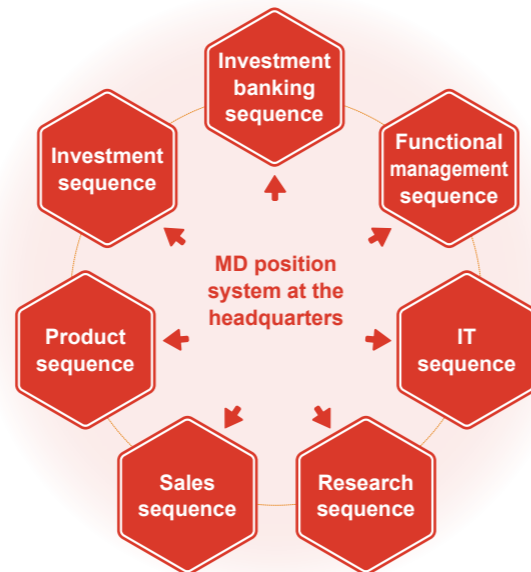 Investment
banking
sequence
Functional
management
sequence
Investment
sequence
MD position
system at the
headquarters
Product
sequence
IT
sequence
Sales
sequence
Research
sequence